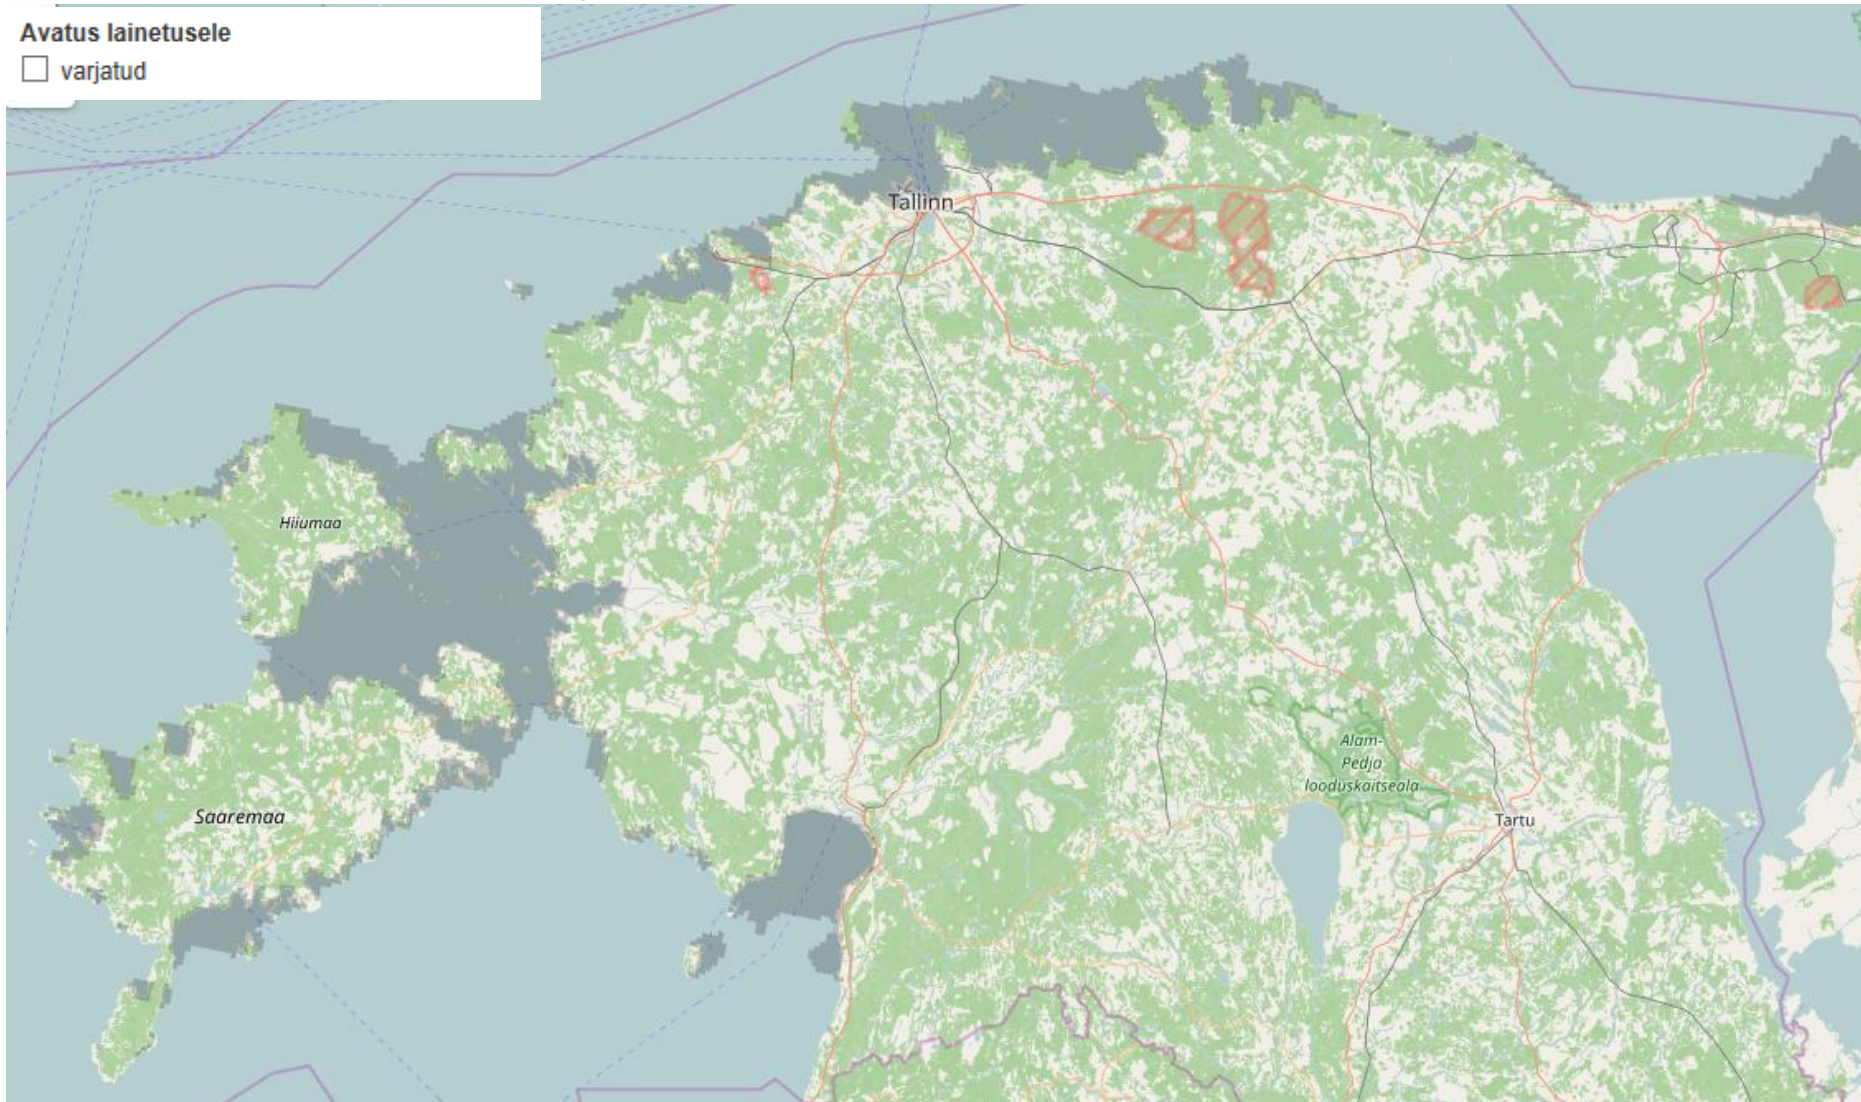 Avatus lainetusele
varjatud
Tallinn
Hiiumaa
Saaremaa
Alam-
Pedja
looduskaitseala
Tartu